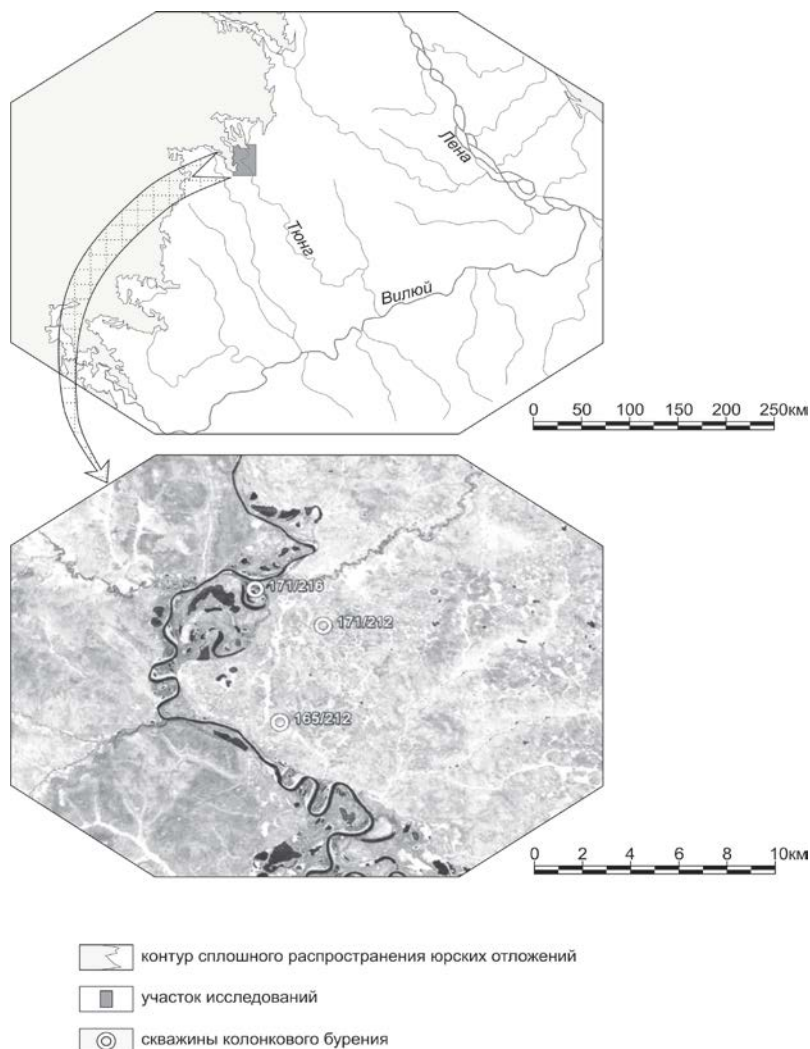 Лена
Тюнг
Вилюй
0 50 100 150 200 250км
171/216
171/212
165/212
0 2 4 6 8 10км
контур сплошного распространения юрских отложений
участок исследований
скважины колонкового бурения